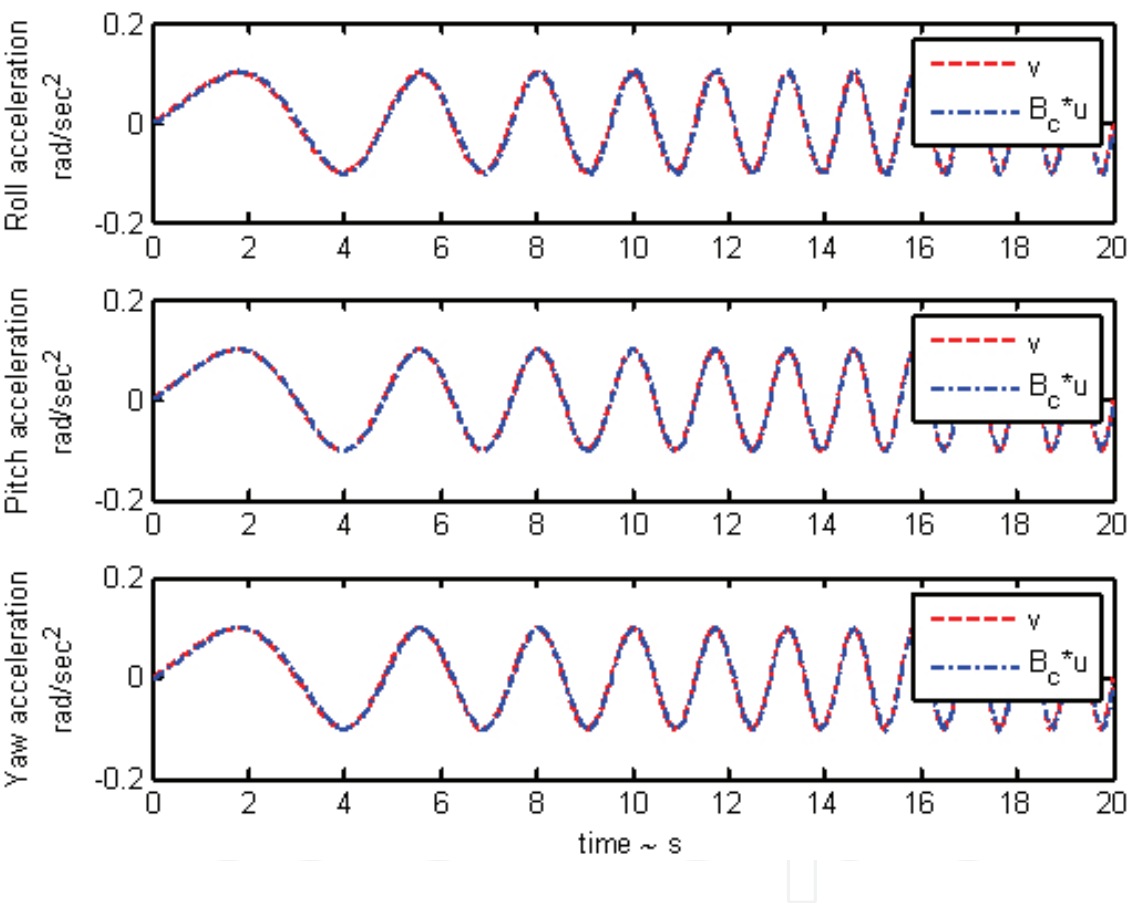 Roll acceleration
rad/sec2
0.2
0
-0.2
v
B_c*u
0 2 4 6 8 10 12 14 16 18 20
Pitch acceleration
rad/sec2
0.2
0
-0.2
v
B_c*u
0 2 4 6 8 10 12 14 16 18 20
Yaw acceleration
rad/sec2
0.2
0
-0.2
v
B_c*u
0 2 4 6 8 10 12 14 16 18 20
time ~ s